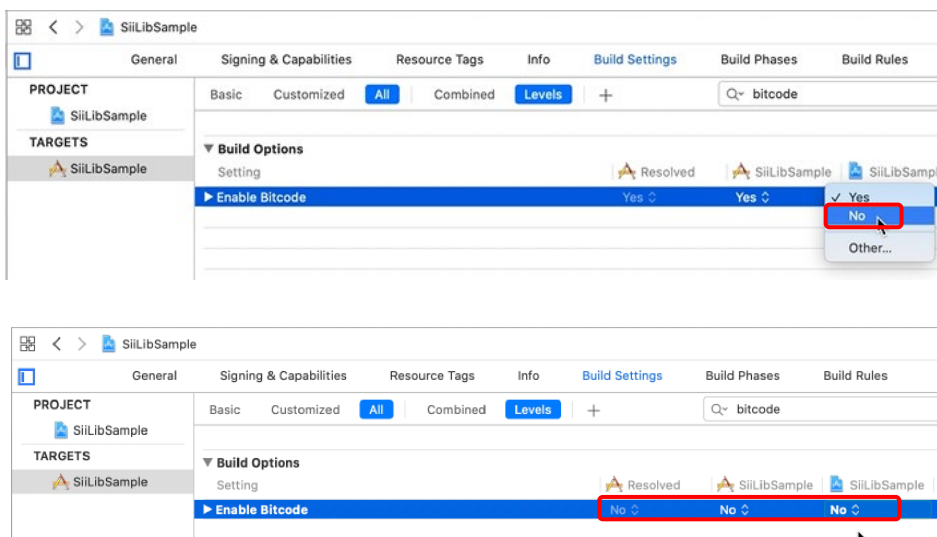 SiiLibSample
General Signing & Capabilities Resource Tags Info Build Settings Build Phases Build Rules
PROJECT
Basic Customized All Combined Levels + bitcode
SiiLibSample
TARGETS
Build Options
SiiLibSample
Setting Resolved SiiLibSample SiiLibSampl
Enable Bitcode Yes Yes ✓ Yes
No
Other...
SiiLibSample
General Signing & Capabilities Resource Tags Info Build Settings Build Phases Build Rules
PROJECT
Basic Customized All Combined Levels + bitcode
SiiLibSample
TARGETS
Build Options
SiiLibSample
Setting Resolved SiiLibSample SiiLibSample
Enable Bitcode No No No